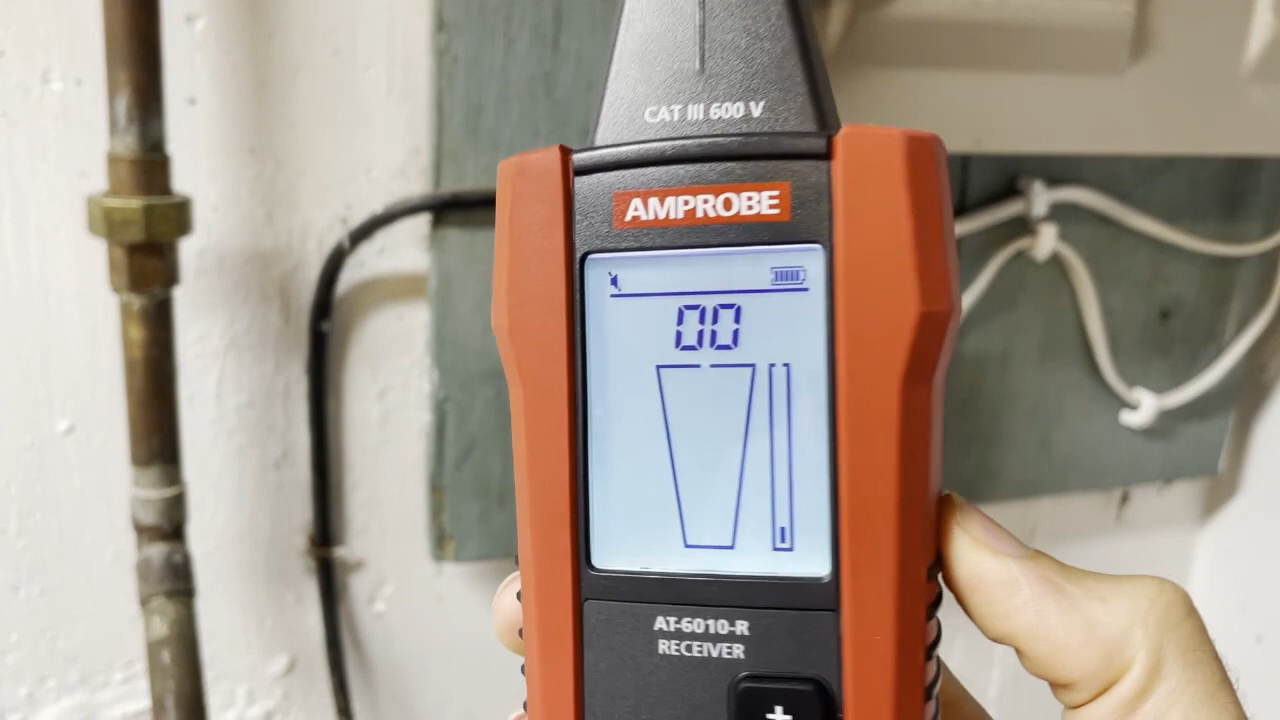 CAT III 600 V
AMPROBE
00
AT-6010-R
RECEIVER
+